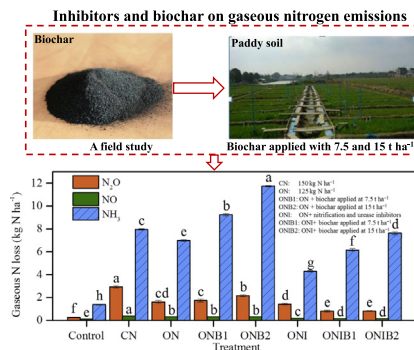 Inhibitors and biochar on gaseous nitrogen emissions
Biochar
Paddy soil
A field study
Biochar applied with 7.5 and 15 t ha⁻¹
Gaseous N loss (kg N ha⁻¹)
12
10
8
6
4
2
0
N₂O
NO
NH₃
CN: 150 kg N ha⁻¹
ON: 125 kg N ha⁻¹
ONB1: ON + biochar applied at 7.5 t ha⁻¹
ONB2: ON + biochar applied at 15 t ha⁻¹
ONI: ON+ nitrification and urease inhibitors
ONIB1: ONI+ biochar applied at 7.5 t ha⁻¹
ONIB2: ONI+ biochar applied at 15 t ha⁻¹
f e h
a a c
cd b e
c b b
b b a
d c g
e d f
e d d
Control CN ON ONB1 ONB2 ONI ONIB1 ONIB2
Treatment